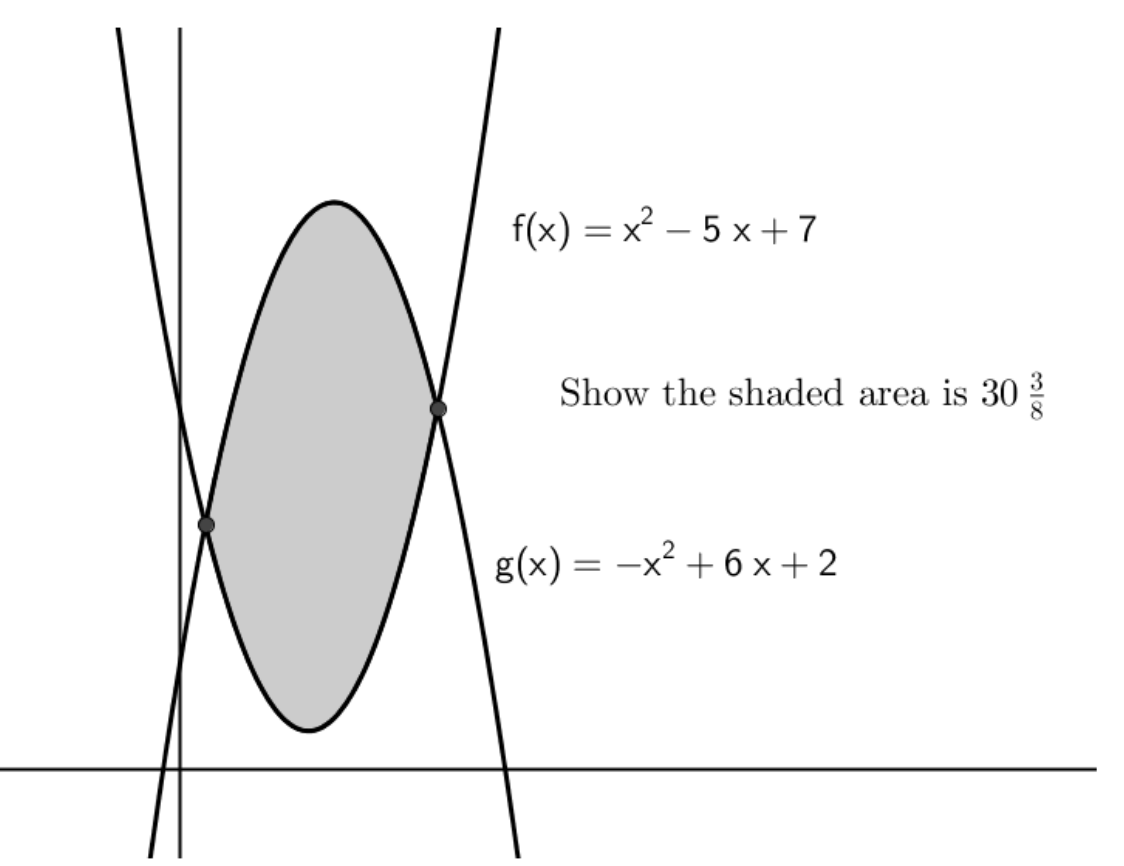 f(x) = x² − 5 x + 7
Show the shaded area is 30 3/8
g(x) = −x² + 6 x + 2